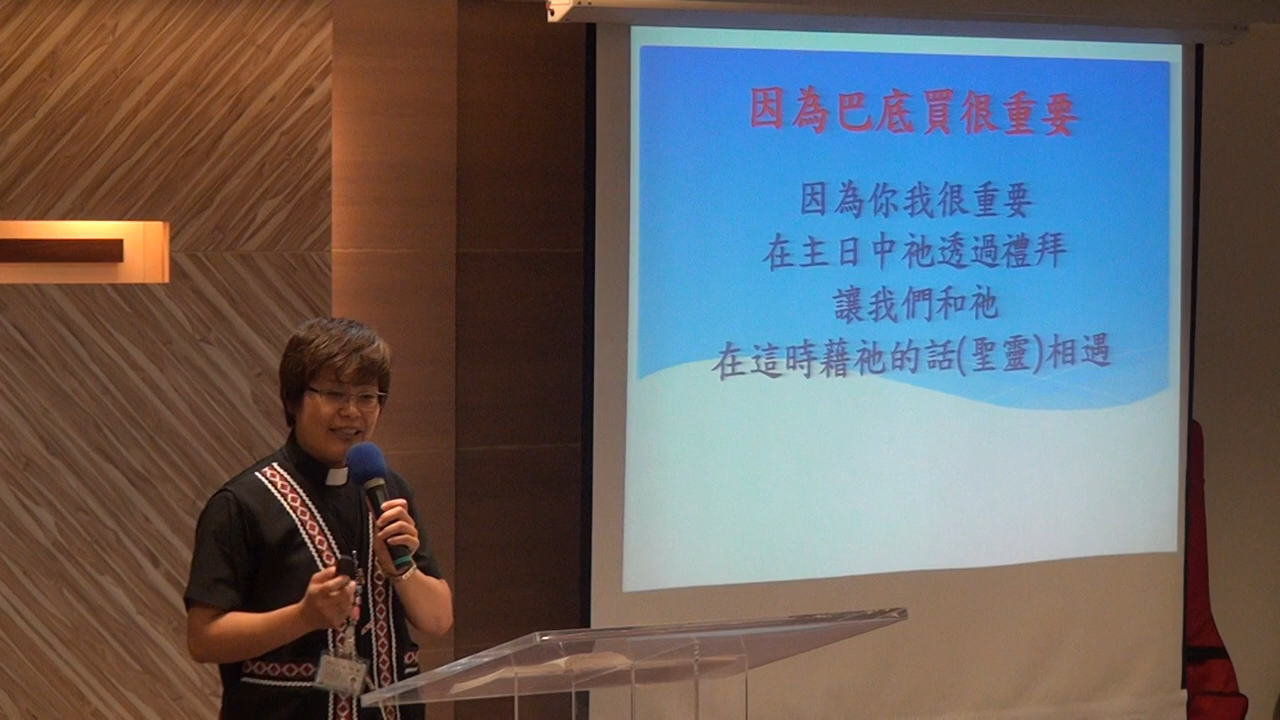 因為巴底買很重要
因為你我很重要
在主日中祂透過禮拜
讓我們和祂
在這時藉祂的話(聖靈)相遇